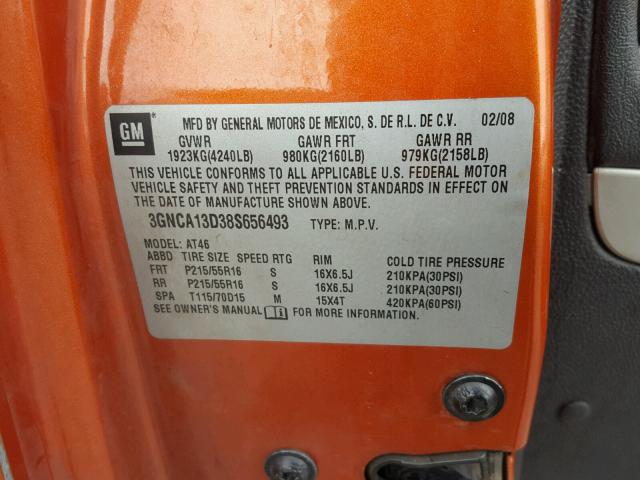 GM MFD BY GENERAL MOTORS DE MEXICO, S. DE R.L. DE C.V. 02/08
GVWR GAWR FRT GAWR RR
1923KG(4240LB) 980KG(2160LB) 979KG(2158LB)
THIS VEHICLE CONFORMS TO ALL APPLICABLE U.S. FEDERAL MOTOR
VEHICLE SAFETY AND THEFT PREVENTION STANDARDS IN EFFECT ON
THE DATE OF MANUFACTURE SHOWN ABOVE.
3GNCA13D38S656493 TYPE: M.P.V.
MODEL: AT46
ABBD TIRE SIZE SPEED RTG RIM COLD TIRE PRESSURE
FRT P215/55R16 S 16X6.5J 210KPA(30PSI)
RR P215/55R16 S 16X6.5J 210KPA(30PSI)
SPA T115/70D15 M 15X4T 420KPA(60PSI)
SEE OWNER'S MANUAL FOR MORE INFORMATION.